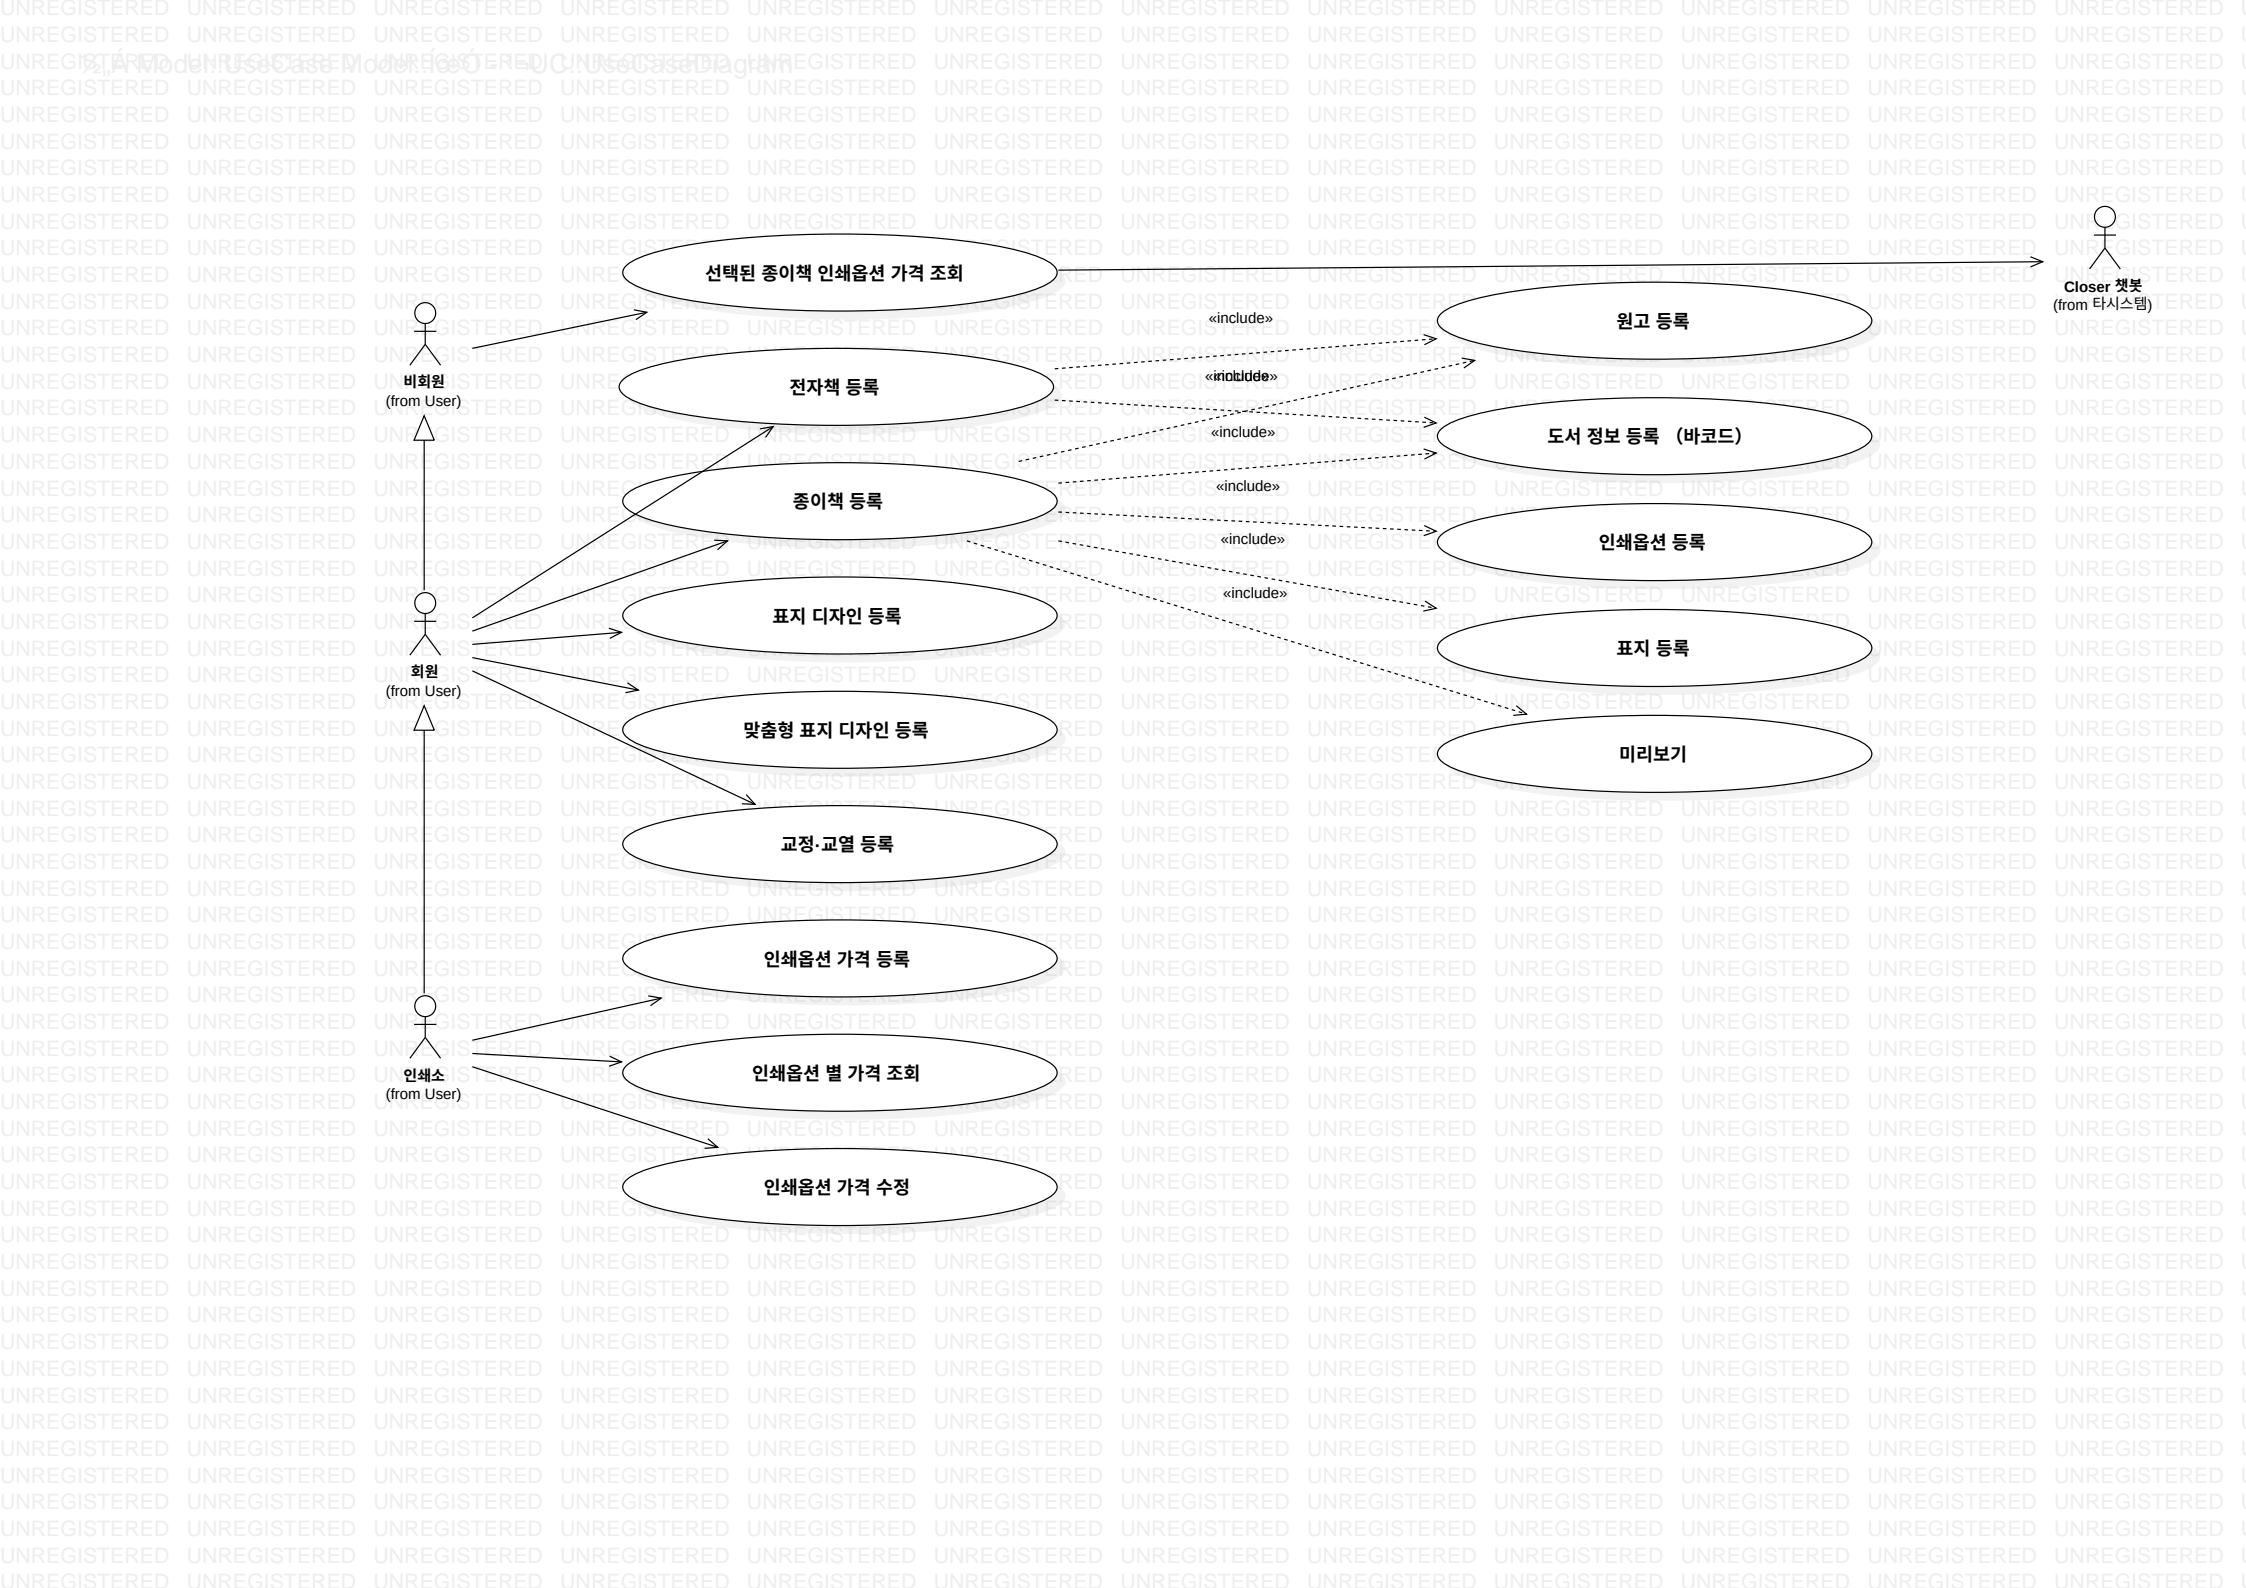 선택된 종이책 인쇄옵션 가격 조회
Closer 챗봇
(from 타시스템)
«include»
원고 등록
비회원
(from User)
전자책 등록
«include»
«include»
«include»
도서 정보 등록 (바코드)
종이책 등록
«include»
«include»
인쇄옵션 등록
«include»
표지 디자인 등록
표지 등록
회원
(from User)
맞춤형 표지 디자인 등록
미리보기
교정·교열 등록
인쇄옵션 가격 등록
인쇄소
(from User)
인쇄옵션 별 가격 조회
인쇄옵션 가격 수정
UNREGISTERED